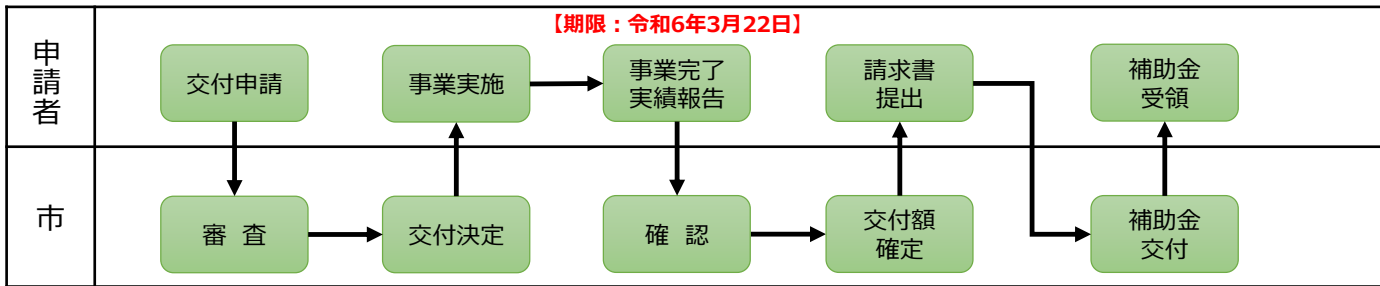 【期限:令和6年3月22日】
申請者
交付申請
事業実施
事業完了
実績報告
請求書
提出
補助金
受領
市
審 査
交付決定
確 認
交付額
確定
補助金
交付